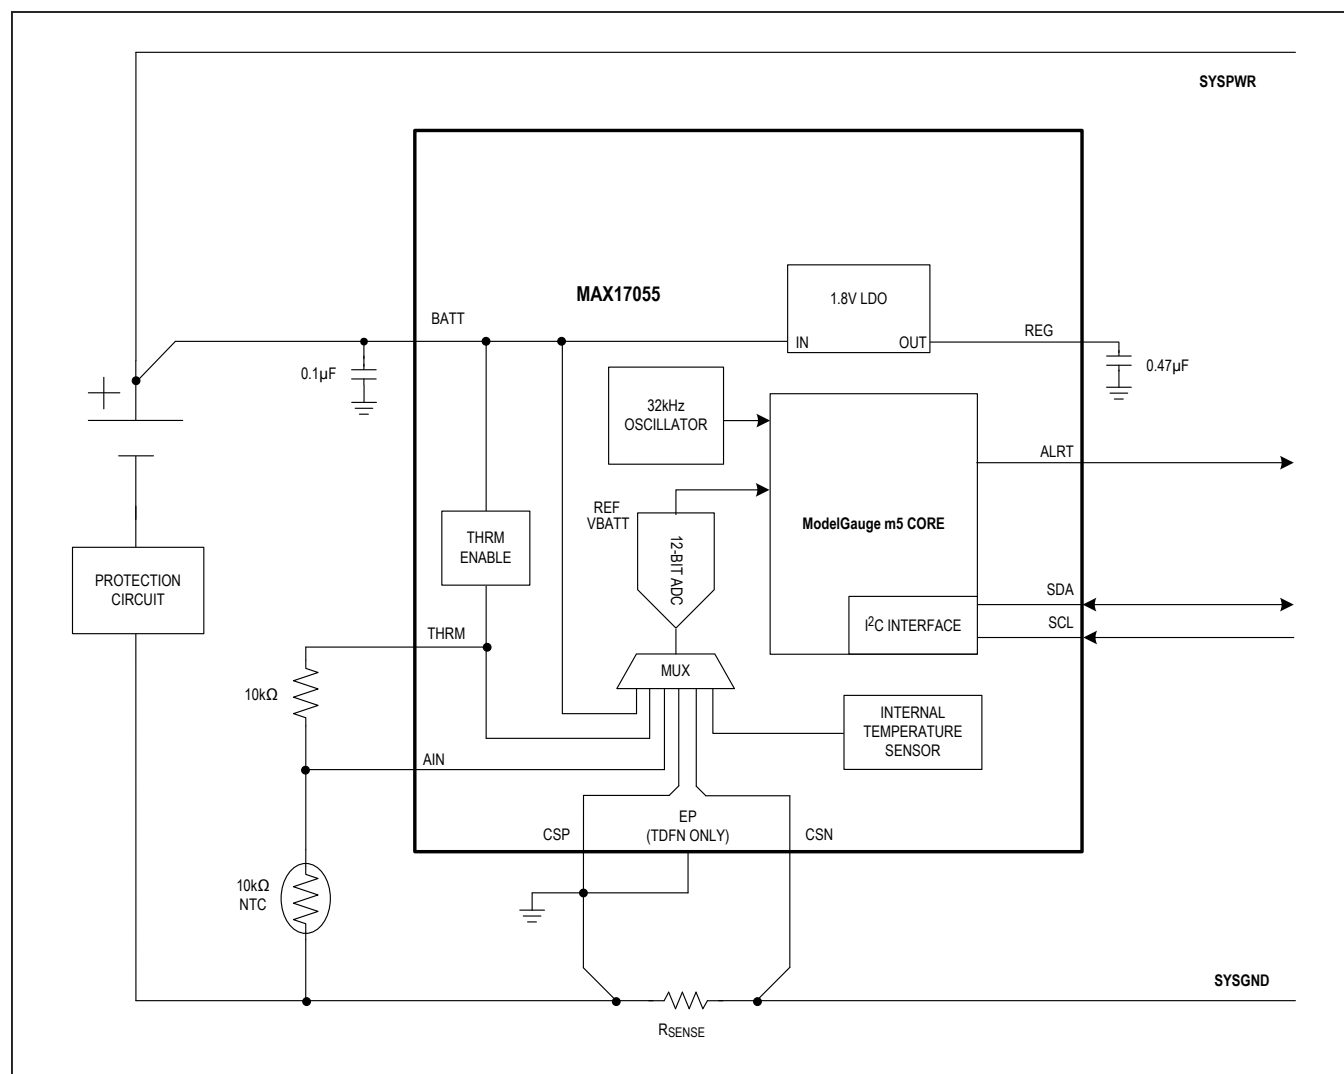 SYSPWR
MAX17055
1.8V LDO
IN
OUT
BATT
REG
0.1µF
0.47µF
+
32kHz
OSCILLATOR
ALRT
REF
VBATT
12-BIT ADC
ModelGauge m5 CORE
THRM
ENABLE
PROTECTION
CIRCUIT
SDA
I²C INTERFACE
SCL
THRM
MUX
10kΩ
INTERNAL
TEMPERATURE
SENSOR
AIN
EP
(TDFN ONLY)
CSP
CSN
10kΩ
NTC
SYSGND
RSENSE